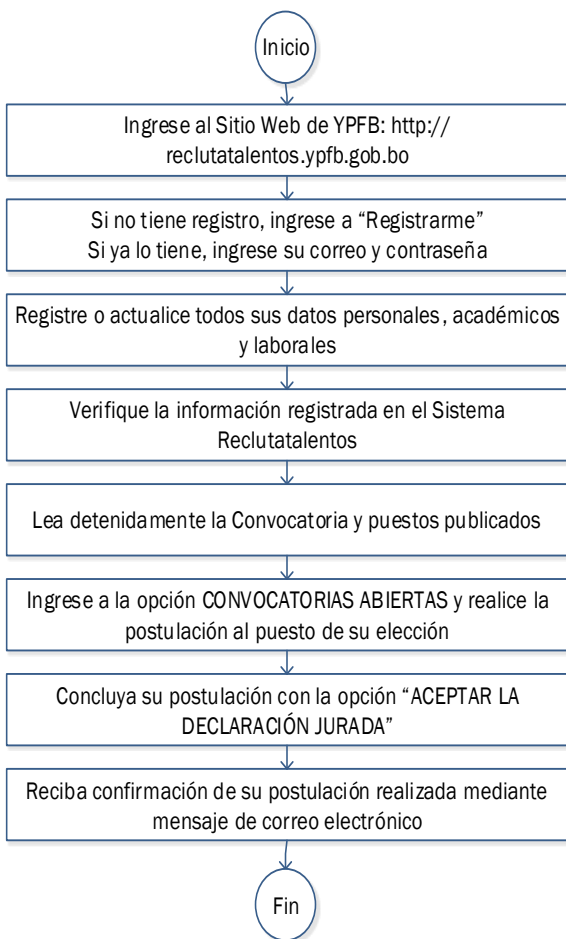 Inicio
Ingrese al Sitio Web de YPFB: http://
reclutatalentos.ypfb.gob.bo
Si no tiene registro, ingrese a “Registrarme”
Si ya lo tiene, ingrese su correo y contraseña
Registre o actualice todos sus datos personales, académicos
y laborales
Verifique la información registrada en el Sistema
Reclutatalentos
Lea detenidamente la Convocatoria y puestos publicados
Ingrese a la opción CONVOCATORIAS ABIERTAS y realice la
postulación al puesto de su elección
Concluya su postulación con la opción “ACEPTAR LA
DECLARACIÓN JURADA”
Reciba confirmación de su postulación realizada mediante
mensaje de correo electrónico
Fin